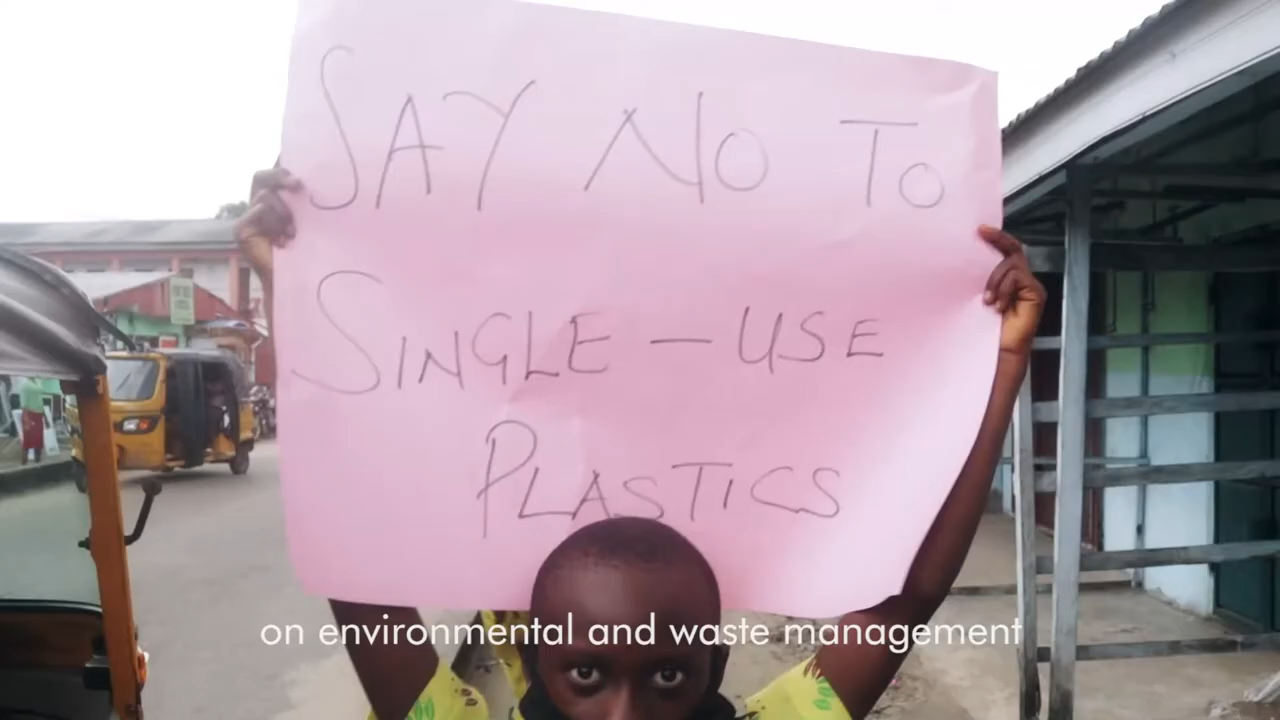 SAY NO TO
SINGLE - USE
PLASTICS
on environmental and waste management